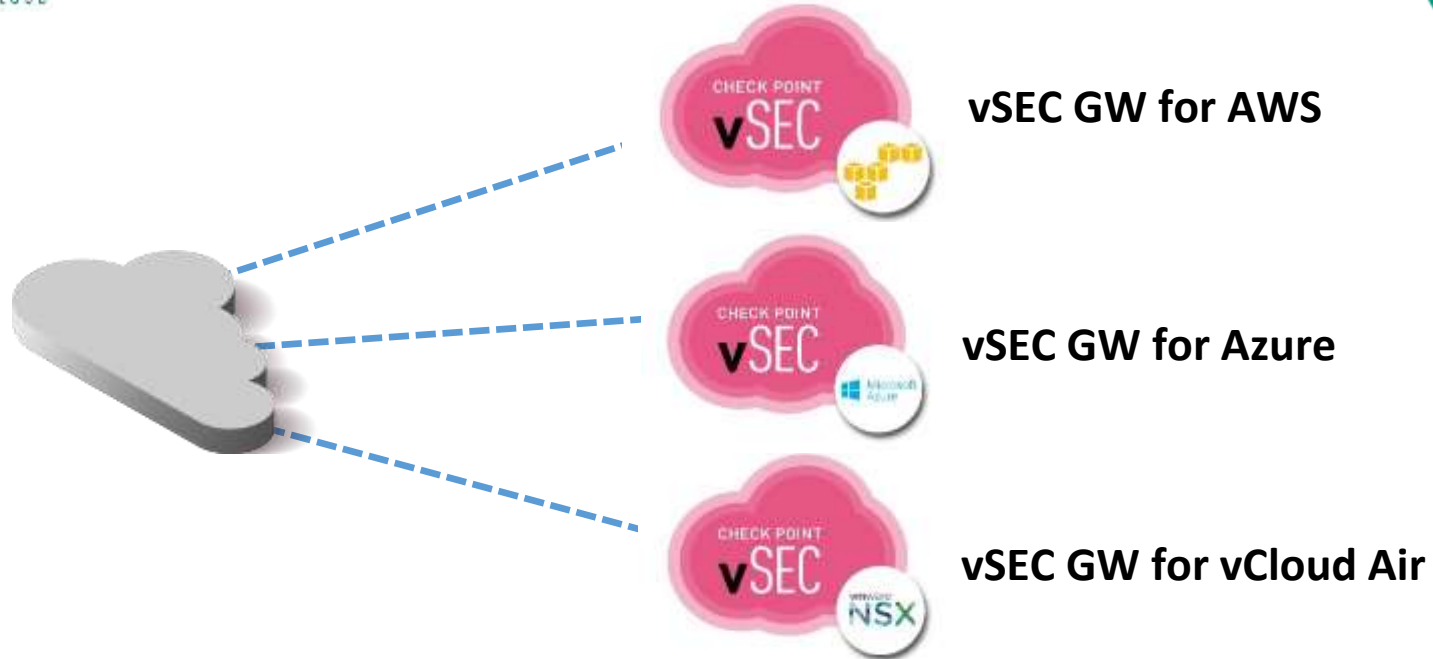 CHECK POINT
vSEC
vSEC GW for AWS
CHECK POINT
vSEC
Microsoft
Azure
vSEC GW for Azure
CHECK POINT
vSEC
vmware
NSX
vSEC GW for vCloud Air